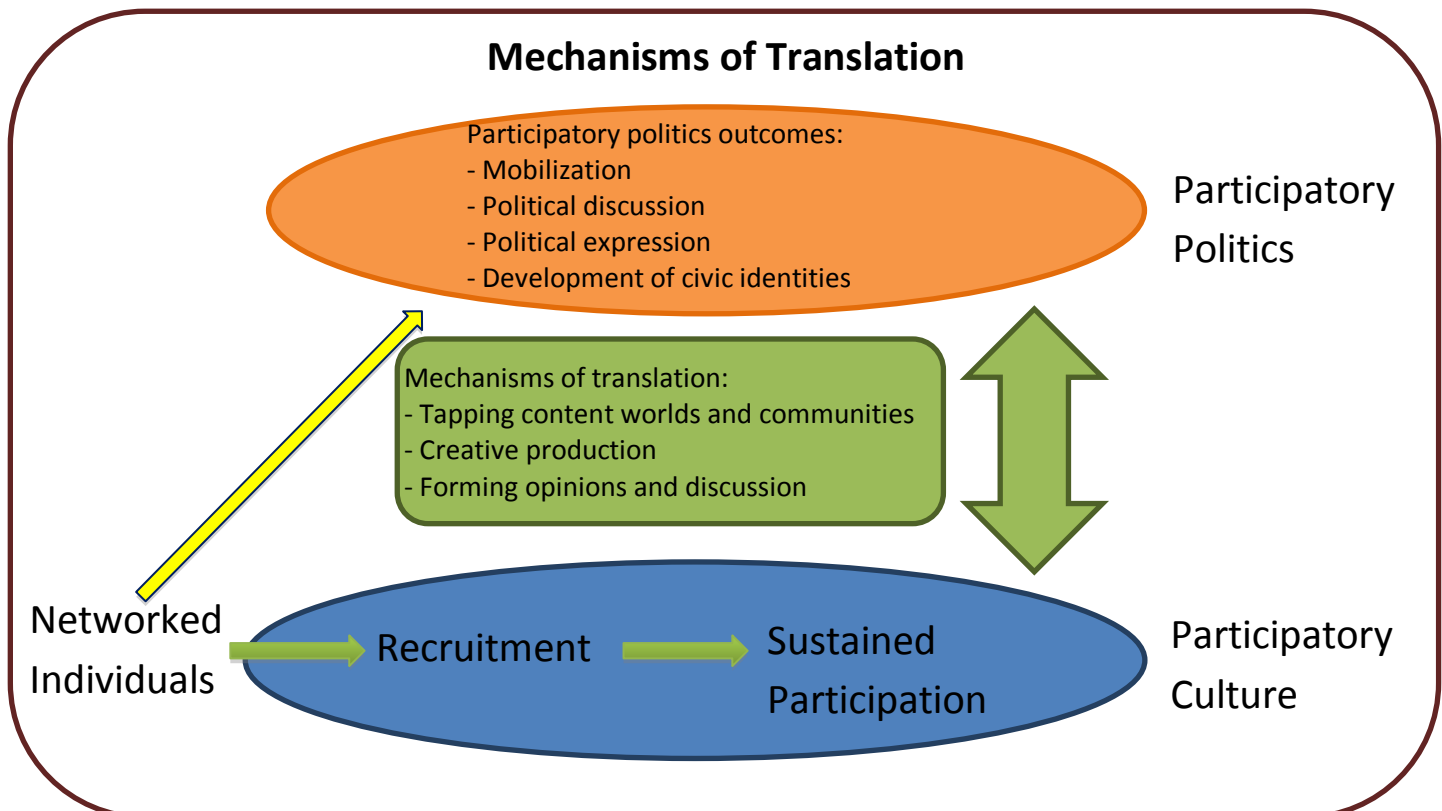 Mechanisms of Translation
Participatory politics outcomes:
- Mobilization
- Political discussion
- Political expression
- Development of civic identities
Participatory
Politics
Mechanisms of translation:
- Tapping content worlds and communities
- Creative production
- Forming opinions and discussion
Networked
Individuals
Recruitment
Sustained
Participation
Participatory
Culture